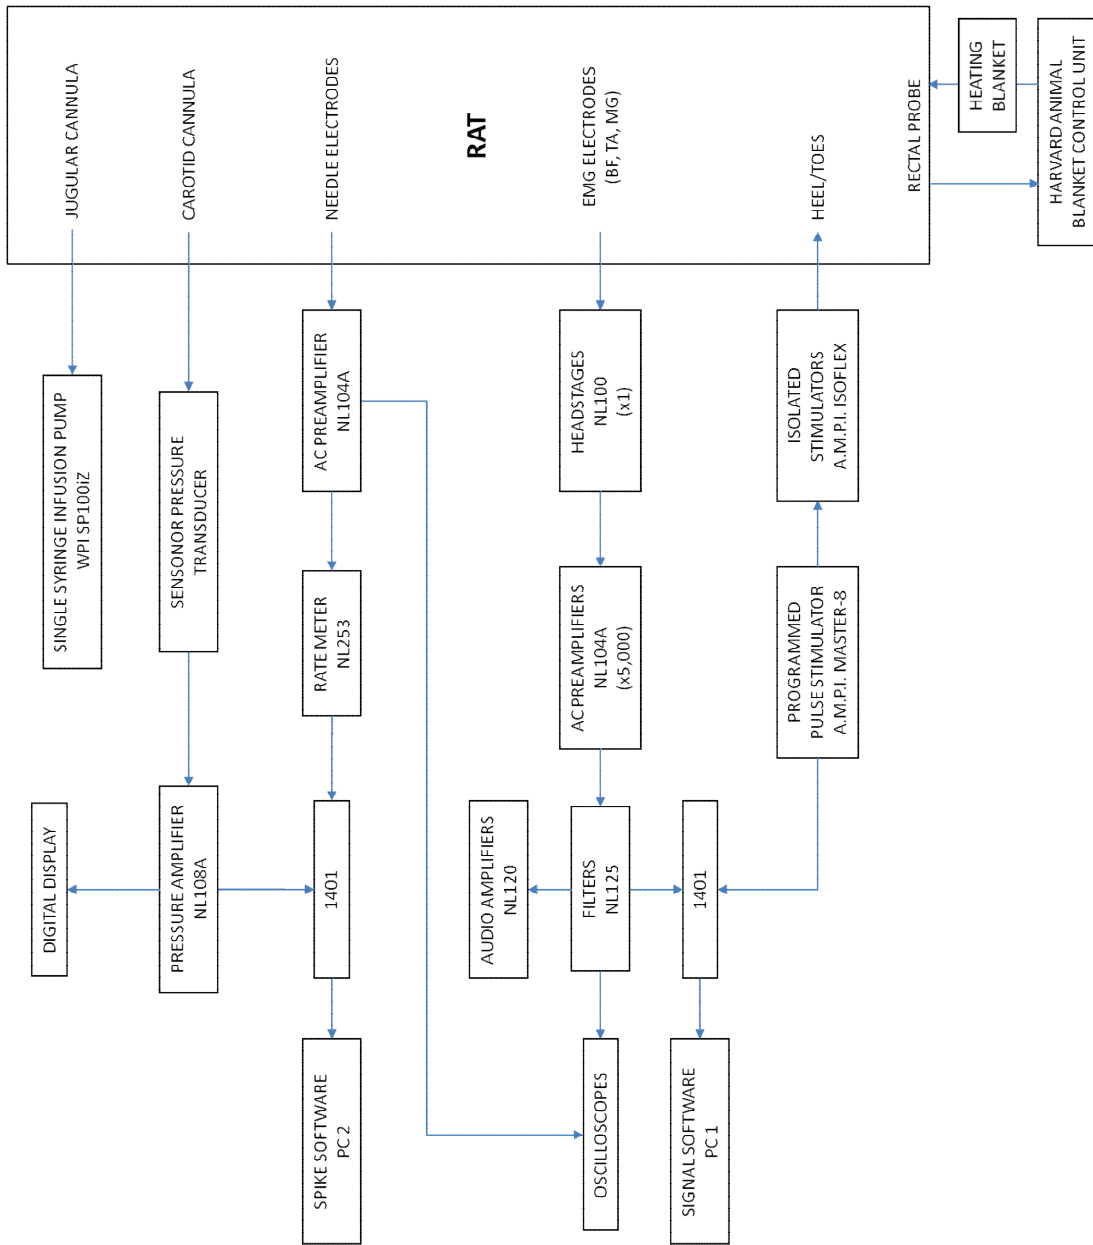 DIGITAL DISPLAY
SINGLE SYRINGE INFUSION PUMP
WPI SP100iZ
JUGULAR CANNULA
PRESSURE AMPLIFIER
NL108A
SENSONOR PRESSURE
TRANSDUCER
CAROTID CANNULA
SPIKE SOFTWARE
PC 2
1401
RATE METER
NL253
AC PREAMPLIFIER
NL104A
NEEDLE ELECTRODES
RAT
AUDIO AMPLIFIERS
NL120
OSCILLOSCOPES
FILTERS
NL125
AC PREAMPLIFIERS
NL104A
(x5,000)
HEADSTAGES
NL100
(x1)
EMG ELECTRODES
(BF, TA, MG)
SIGNAL SOFTWARE
PC 1
1401
PROGRAMMED
PULSE STIMULATOR
A.M.P.I. MASTER-8
ISOLATED
STIMULATORS
A.M.P.I. ISOFLEX
HEEL/TOES
RECTAL PROBE
HEATING
BLANKET
HARVARD ANIMAL
BLANKET CONTROL UNIT